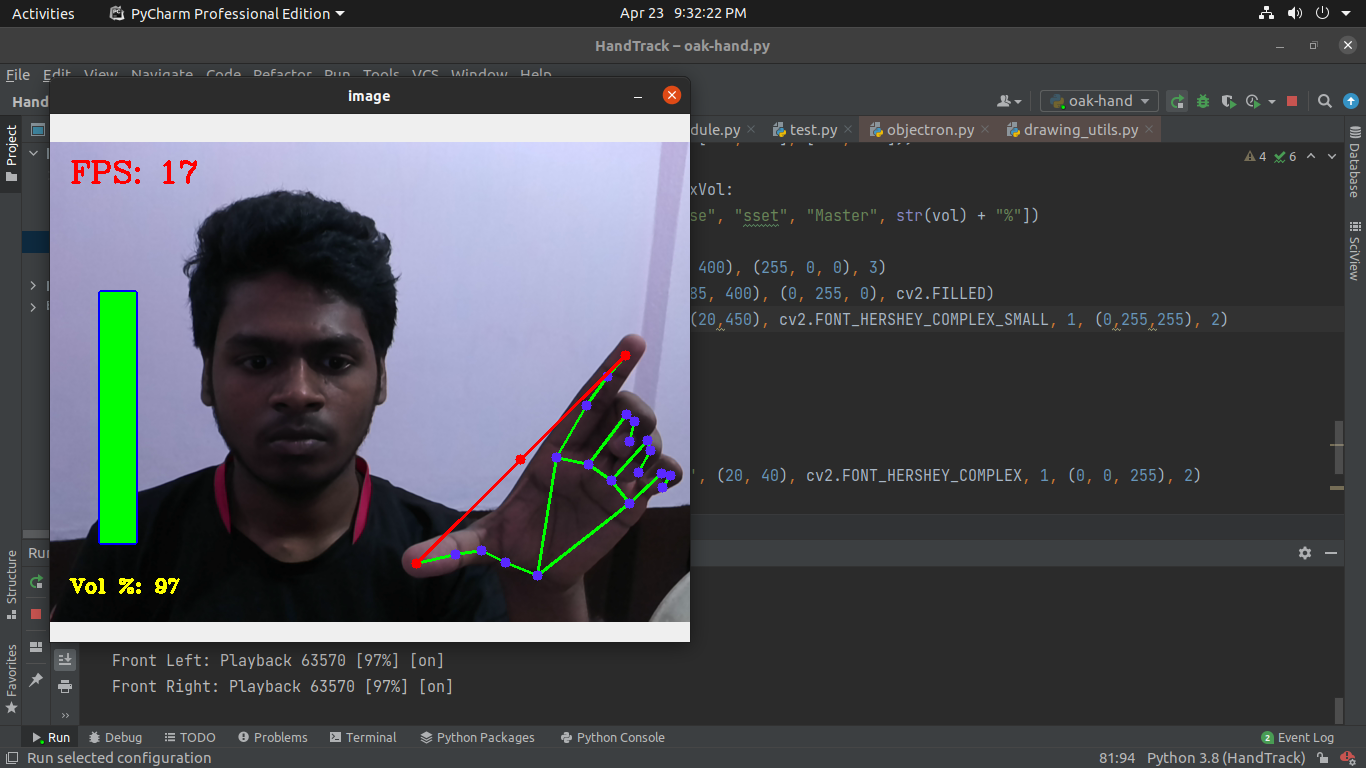 Activities PyCharm Professional Edition Apr 23 9:32:22 PM
HandTrack – oak-hand.py
File Edit View Navigate Code Refactor Run Tools VCS Window Help
image
Hand
oak-hand
Project
dule.py test.py objectron.py drawing_utils.py
Database
SciView
4 6
FPS: 17
xVol:
se", "sset", "Master", str(vol) + "%"])
400), (255, 0, 0), 3)
85, 400), (0, 255, 0), cv2.FILLED)
(20,450), cv2.FONT_HERSHEY_COMPLEX_SMALL, 1, (0,255,255), 2)
', (20, 40), cv2.FONT_HERSHEY_COMPLEX, 1, (0, 0, 255), 2)
Vol %: 97
Run
Structure
Favorites
Front Left: Playback 63570 [97%] [on]
Front Right: Playback 63570 [97%] [on]
Run Debug TODO Problems Terminal Python Packages Python Console 2 Event Log
Run selected configuration 81:94 Python 3.8 (HandTrack)